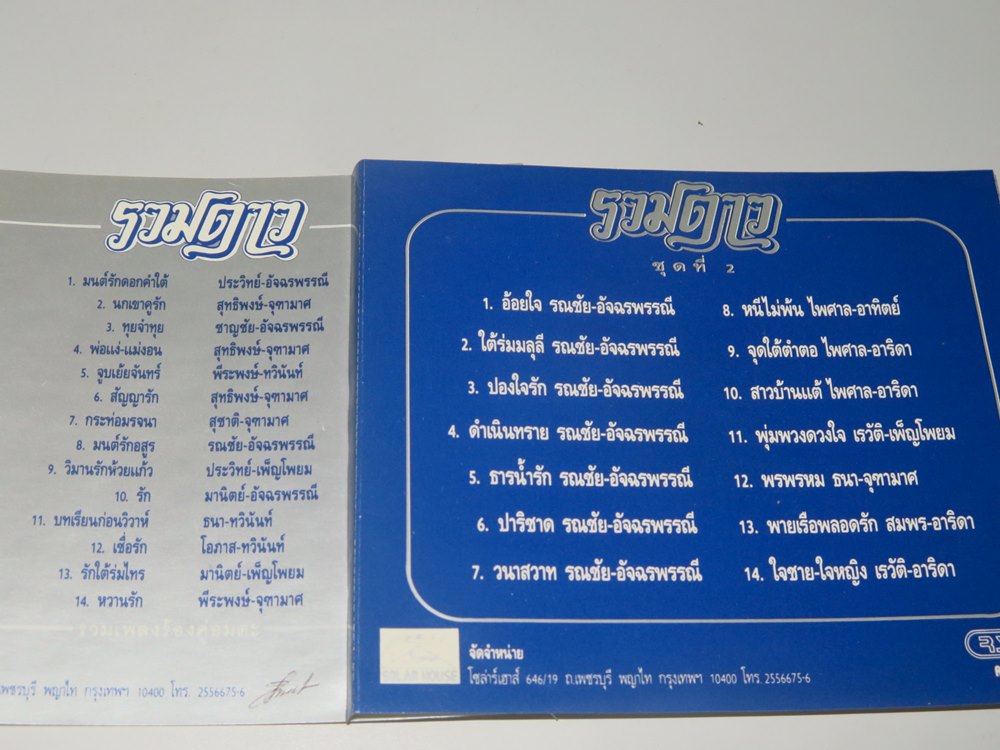 รวมดาว
1. มนต์รักดอกคำใต้ ประวิทย์-อัจฉรพรรณี
2. นกเขาคูรัก สุทธิพงษ์-จุฑามาศ
3. ทุยจ๋าทุย ชาญชัย-อัจฉรพรรณี
4. พ่อแง่-แม่งอน สุทธิพงษ์-จุฑามาศ
5. จูบเย้ยจันทร์ พีระพงษ์-ทวินันท์
6. สัญญารัก สุทธิพงษ์-จุฑามาศ
7. กระท่อมรจนา สุชาติ-จุฑามาศ
8. มนต์รักอสูร รณชัย-อัจฉรพรรณี
9. วิมานรักห้วยแก้ว ประวิทย์-เพ็ญโพยม
10. รัก มานิตย์-อัจฉรพรรณี
11. บทเรียนก่อนวิวาห์ ธนา-ทวินันท์
12. เชื่อรัก โอภาส-ทวินันท์
13. รักใต้ร่มไทร มานิตย์-เพ็ญโพยม
14. หวานรัก พีระพงษ์-จุฑามาศ
รวมเพลงร้องคู่อมตะ
เพชรบุรี พญาไท กรุงเทพฯ 10400 โทร. 2556675-6
รวมดาว
ชุดที่ 2
1. อ้อยใจ รณชัย-อัจฉรพรรณี
2. ใต้ร่มมลุลี รณชัย-อัจฉรพรรณี
3. ปองใจรัก รณชัย-อัจฉรพรรณี
4. ดำเนินทราย รณชัย-อัจฉรพรรณี
5. ธารน้ำรัก รณชัย-อัจฉรพรรณี
6. ปาริชาด รณชัย-อัจฉรพรรณี
7. วนาสวาท รณชัย-อัจฉรพรรณี
8. หนีไม่พ้น ไพศาล-อาทิตย์
9. จุดใต้ตำตอ ไพศาล-อาริดา
10. สาวบ้านแต้ ไพศาล-อาริดา
11. พุ่มพวงดวงใจ เรวัติ-เพ็ญโพยม
12. พรพรหม ธนา-จุฑามาศ
13. พายเรือพลอดรัก สมพร-อาริดา
14. ใจชาย-ใจหญิง เรวัติ-อาริดา
SOLAR HOUSE
จัดจำหน่าย
โซล่าร์เฮาส์ 646/19 ถ.เพชรบุรี พญาไท กรุงเทพฯ 10400 โทร. 2556675-6